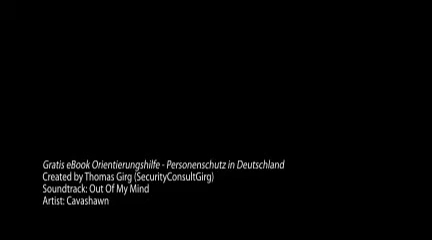 Gratis eBook Orientierungshilfe - Personenschutz in Deutschland
Created by Thomas Girg (SecurityConsultGirg)
Soundtrack: Out Of My Mind
Artist: Cavashawn